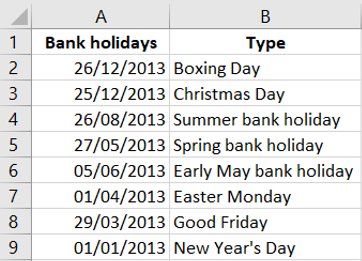 A B
1 Bank holidays Type
2 26/12/2013 Boxing Day
3 25/12/2013 Christmas Day
4 26/08/2013 Summer bank holiday
5 27/05/2013 Spring bank holiday
6 05/06/2013 Early May bank holiday
7 01/04/2013 Easter Monday
8 29/03/2013 Good Friday
9 01/01/2013 New Year's Day